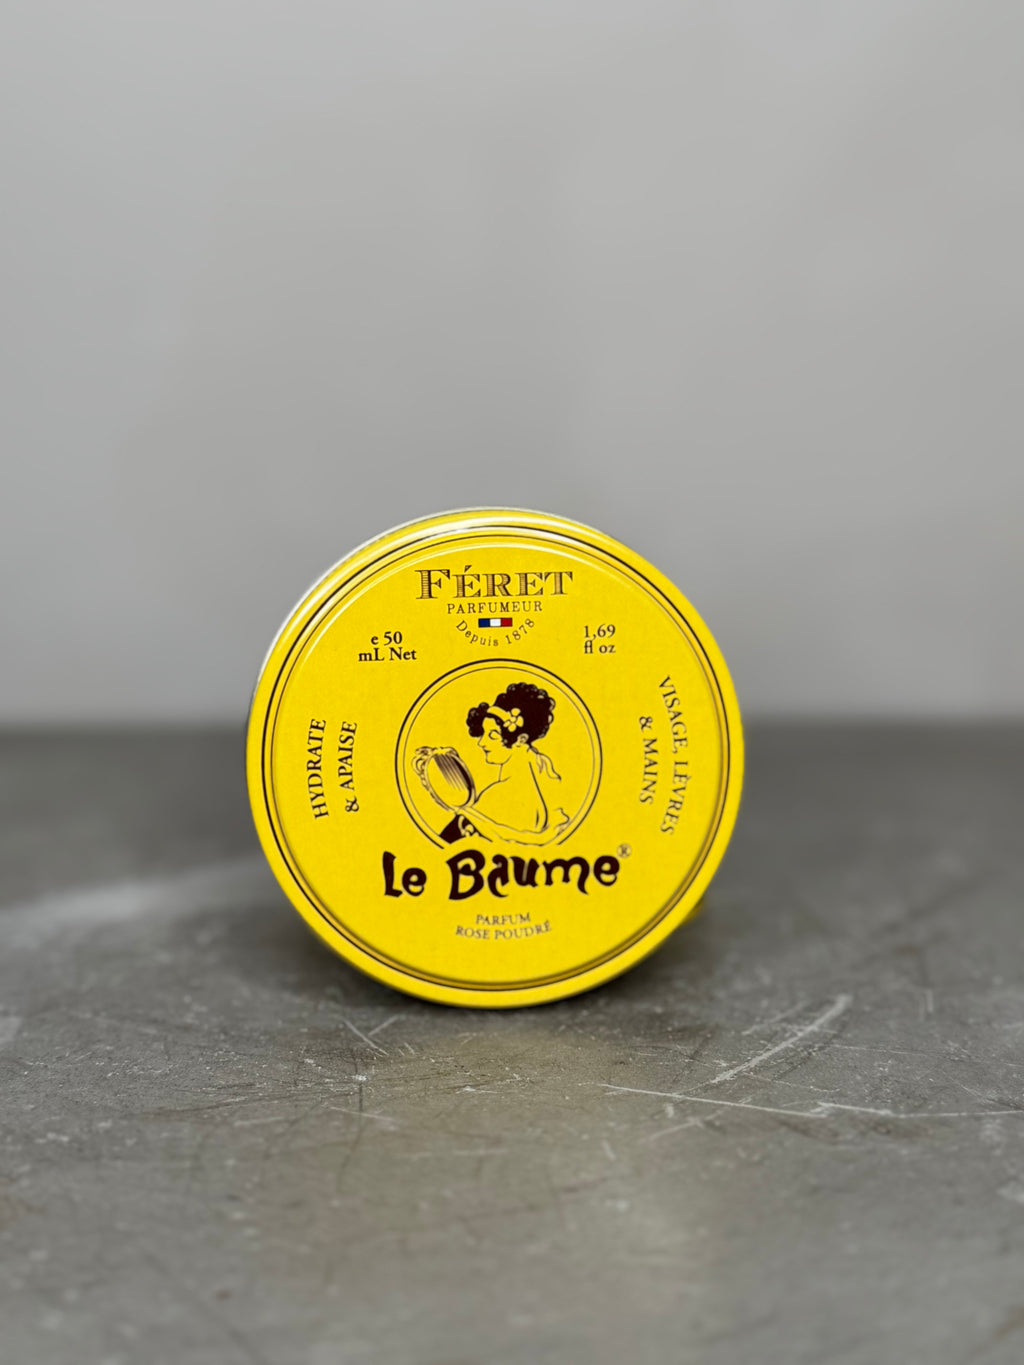 FÉRET
PARFUMEUR
Depuis 1878
e 50
mL Net
1,69
fl oz
HYDRATE
& APAISE
VISAGE, LÈVRES
& MAINS
Le Baume®
PARFUM
ROSE POUDRÉ